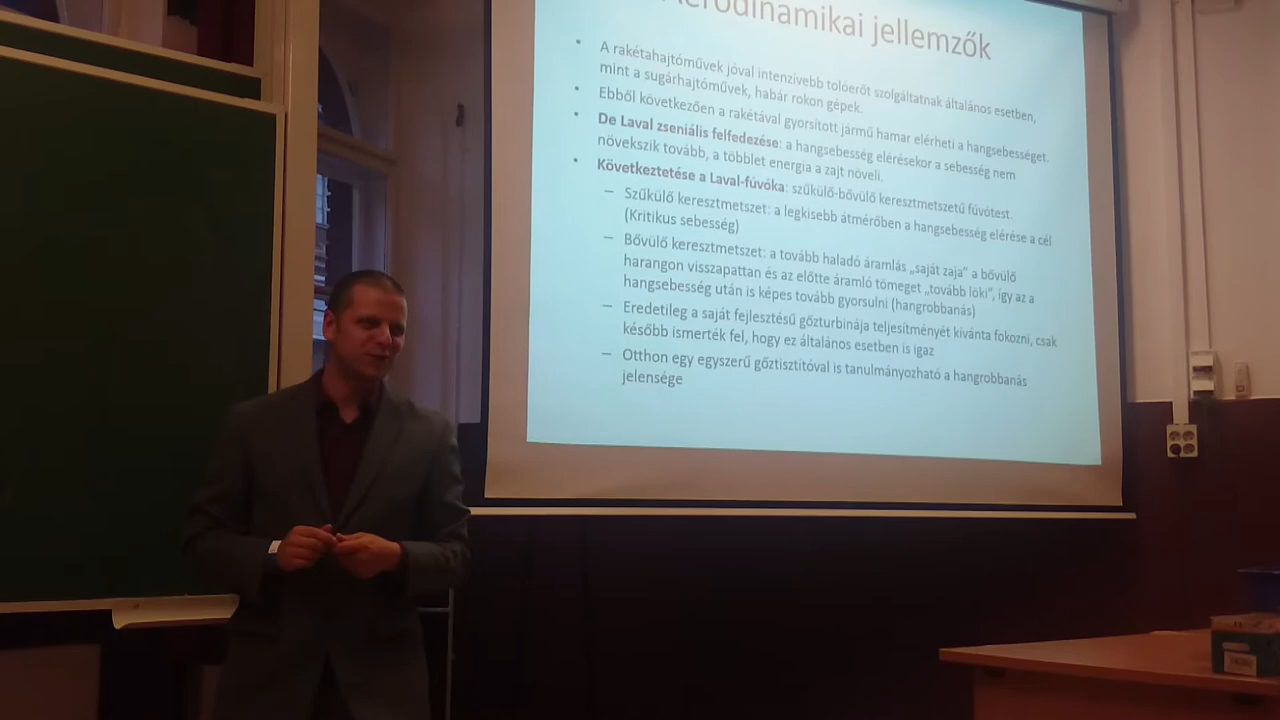 Aerodinamikai jellemzők
• A rakétahajtóművek jóval intenzívebb tolóerőt szolgáltatnak általános esetben,
mint a sugárhajtóművek, habár rokon gépek.
• Ebből következően a rakétával gyorsított jármű hamar elérheti a hangsebességet.
• De Laval zseniális felfedezése: a hangsebesség elérésekor a sebesség nem
növekszik tovább, a többlet energia a zajt növeli.
• Következtetése a Laval-fúvóka: szűkülő-bővülő keresztmetszetű fúvótest.
– Szűkülő keresztmetszet: a legkisebb átmérőben a hangsebesség elérése a cél
(Kritikus sebesség)
– Bővülő keresztmetszet: a tovább haladó áramlás „saját zaja” a bővülő
harangon visszapattan és az előtte áramló tömeget „tovább löki”, így az a
hangsebesség után is képes tovább gyorsulni (hangrobbanás)
– Eredetileg a saját fejlesztésű gőzturbinája teljesítményét kívánta fokozni, csak
később ismerték fel, hogy ez általános esetben is igaz
– Otthon egy egyszerű gőztisztítóval is tanulmányozható a hangrobbanás
jelensége